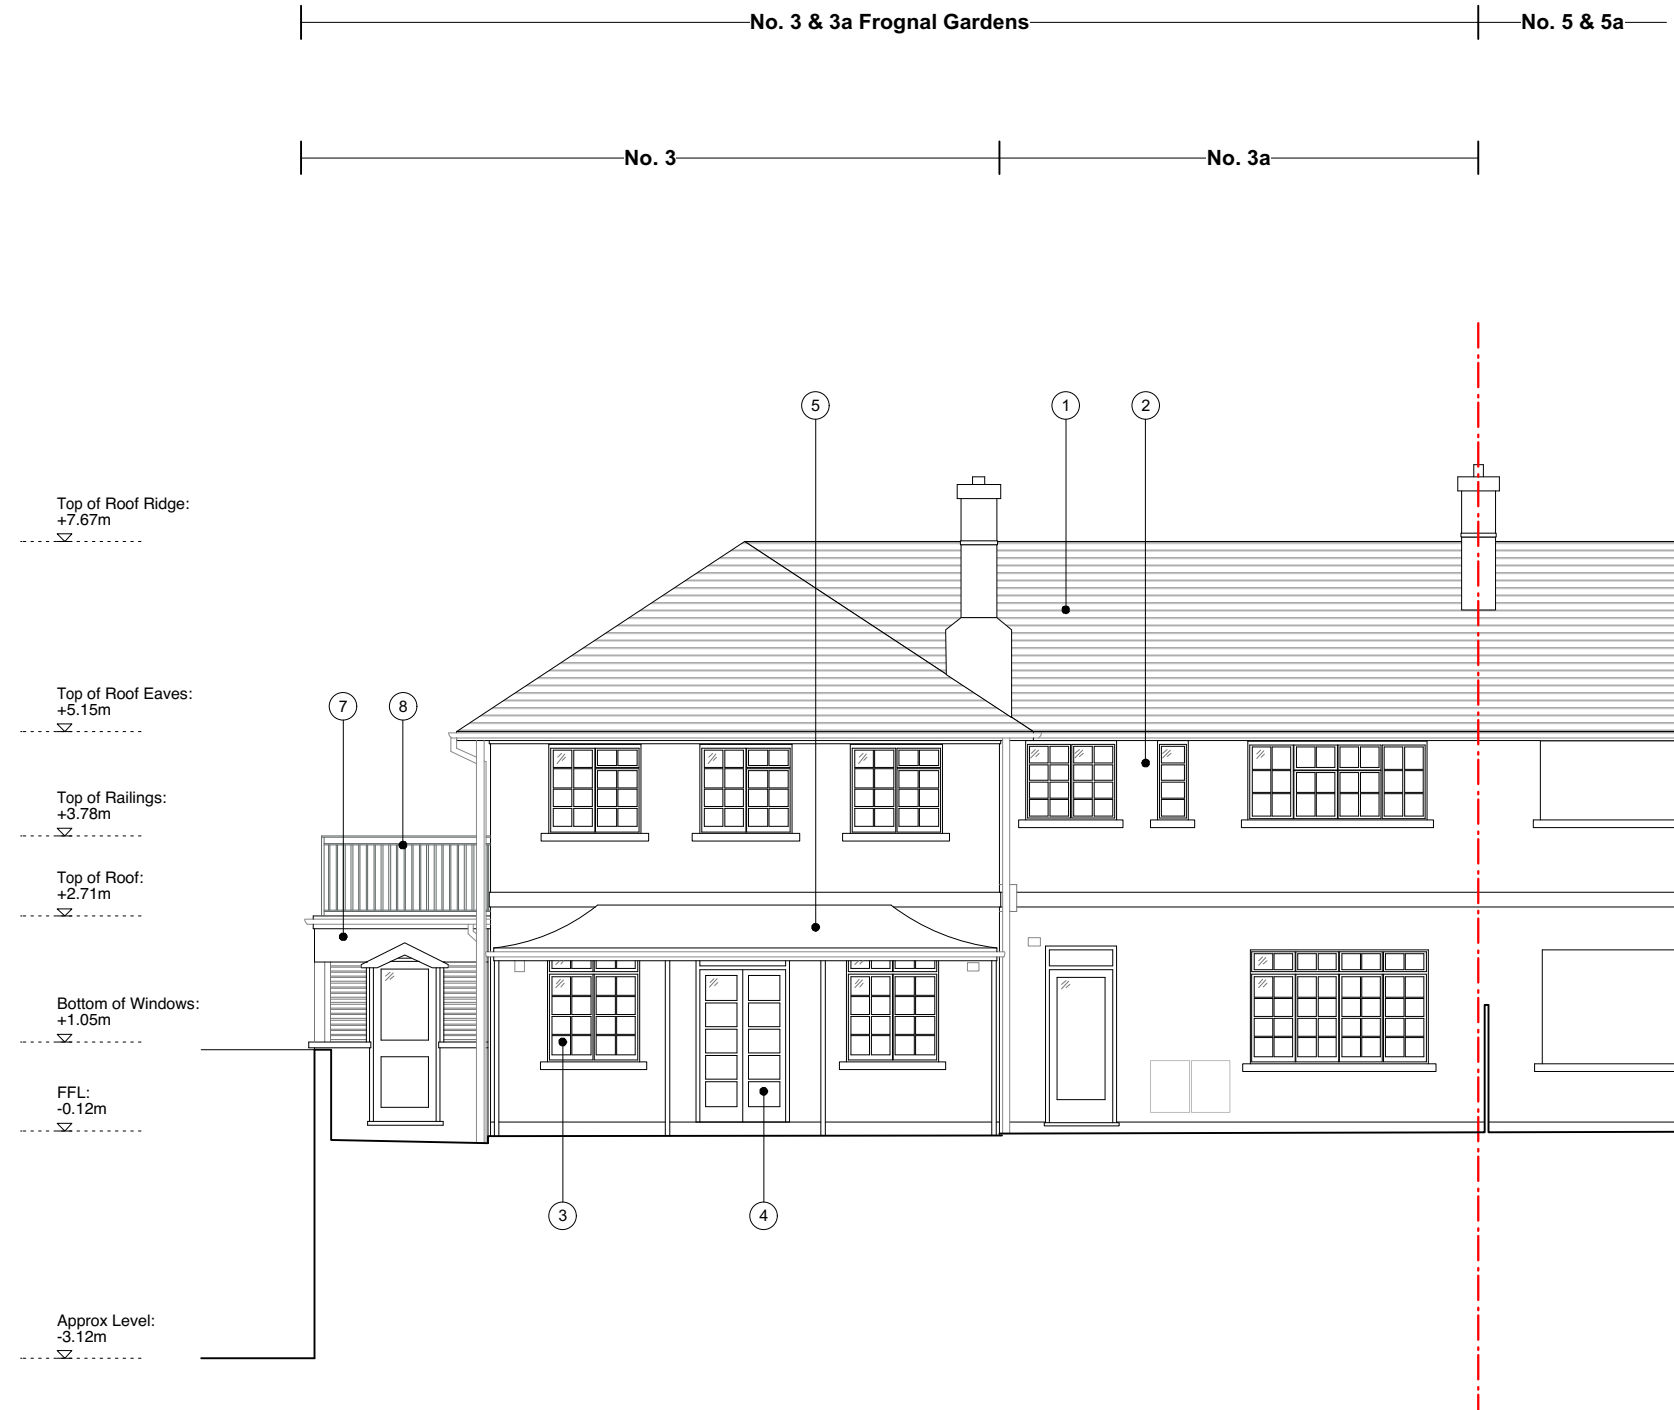 No. 3 & 3a Frognal Gardens
No. 5 & 5a
No. 3
No. 3a
5
1
2
Top of Roof Ridge:
+7.67m
Top of Roof Eaves:
+5.15m
7
8
Top of Railings:
+3.78m
Top of Roof:
+2.71m
Bottom of Windows:
+1.05m
FFL:
-0.12m
3
4
Approx Level:
-3.12m